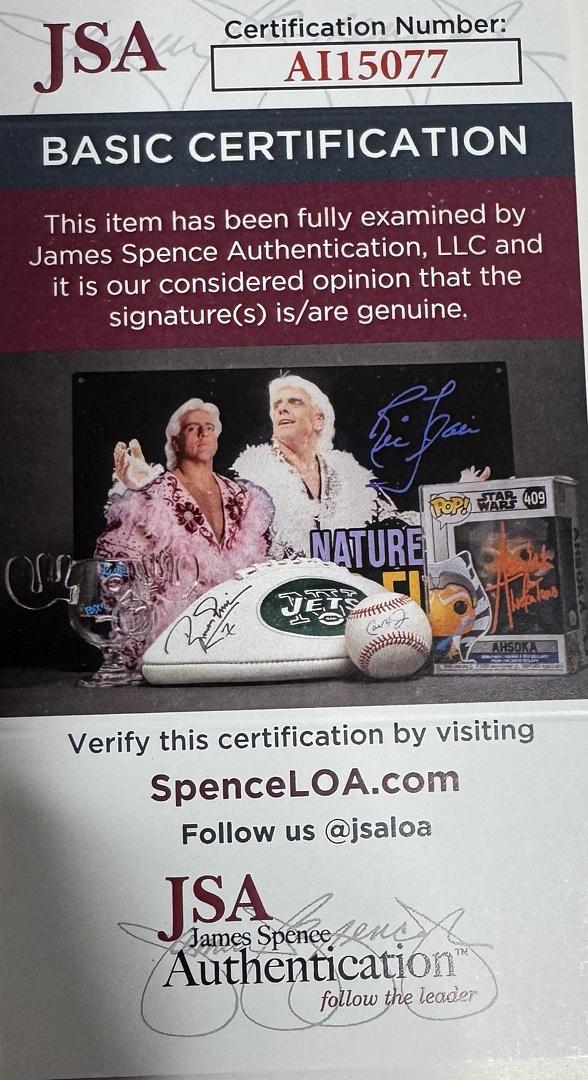 JSA
Certification Number:
AI15077
BASIC CERTIFICATION
This item has been fully examined by
James Spence Authentication, LLC and
it is our considered opinion that the
signature(s) is/are genuine.
NATURE
JETS
POP!
STAR
WARS
409
AHSOKA
Verify this certification by visiting
SpenceLOA.com
Follow us @jsaloa
JSA
James Spence
Authentication™
follow the leader